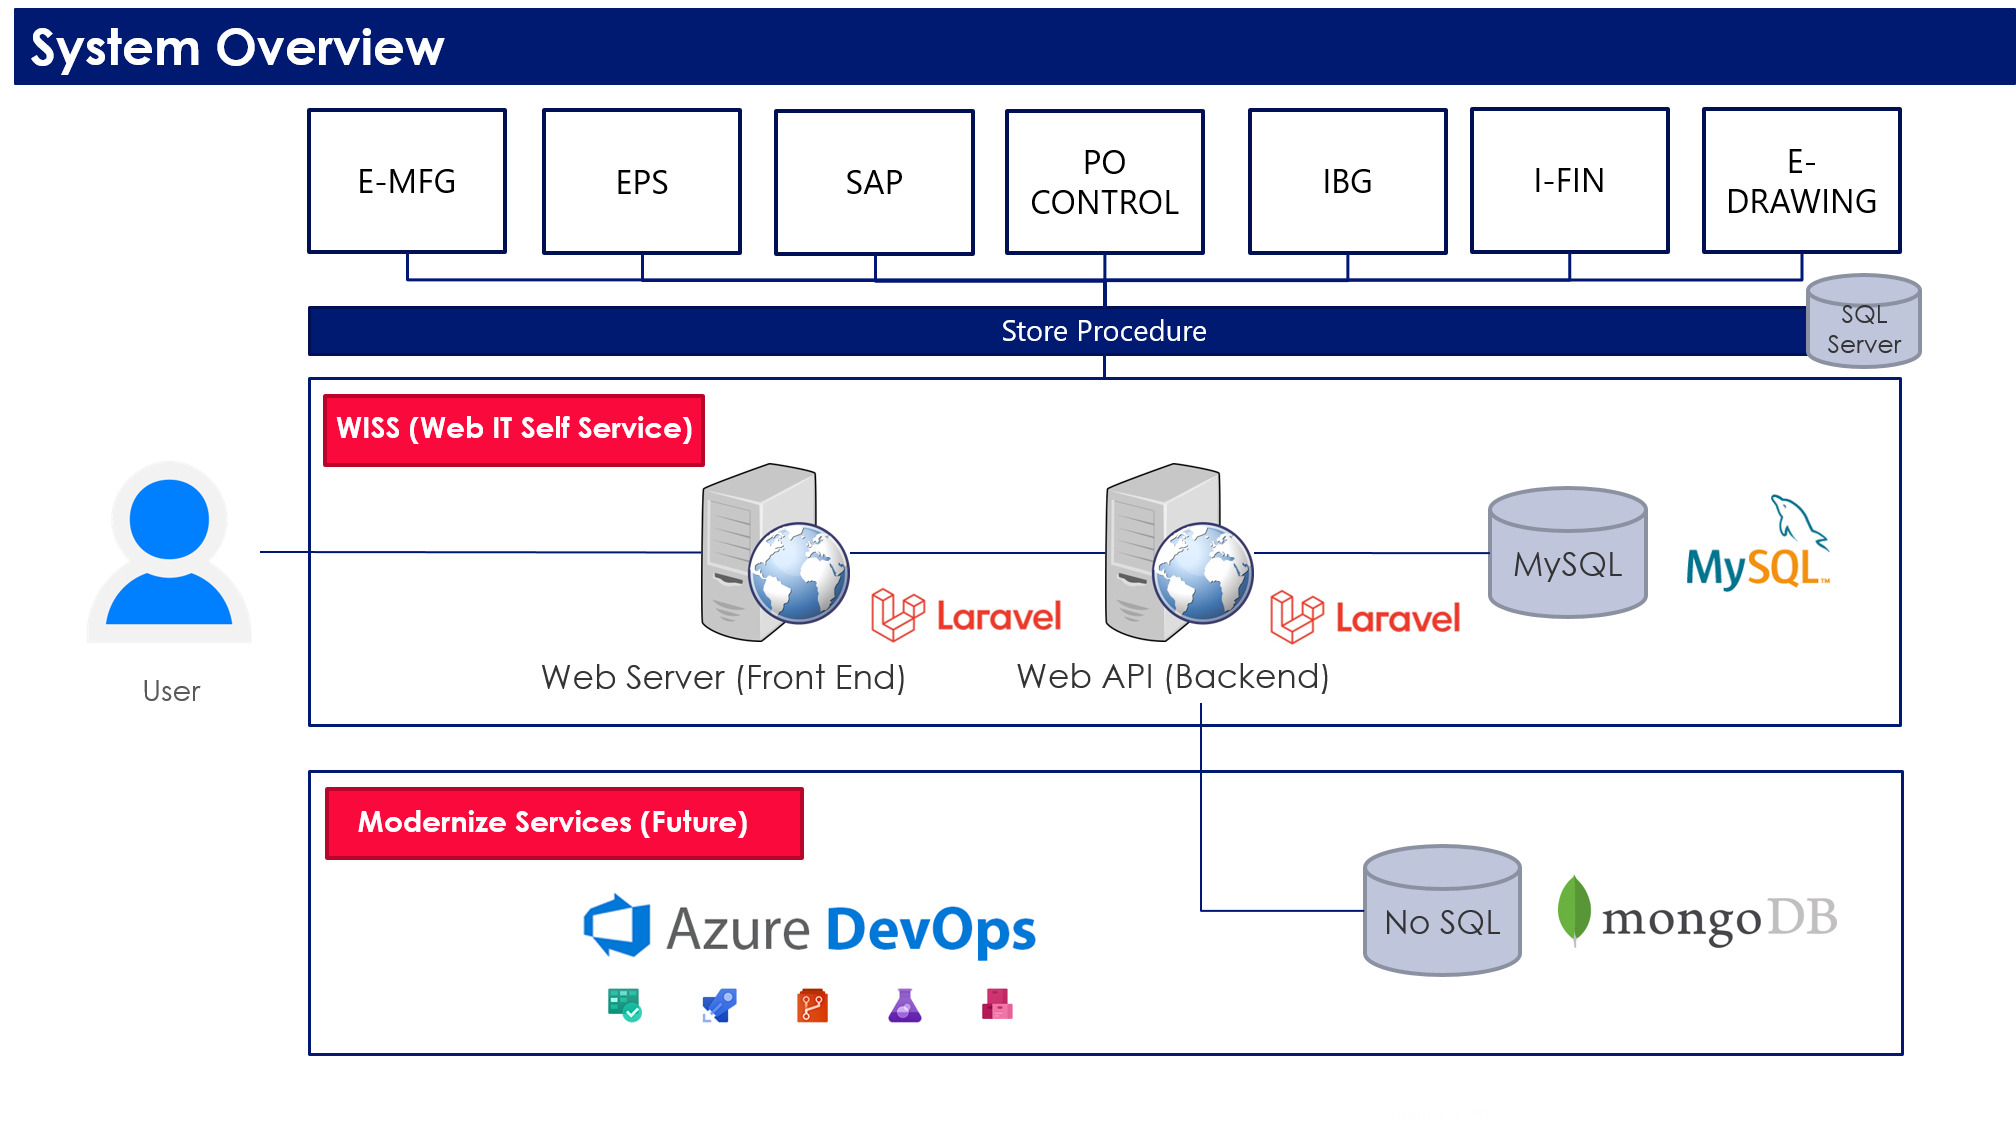 System Overview
E-MFG
EPS
SAP
PO
CONTROL
IBG
I-FIN
E-
DRAWING
Store Procedure
SQL
Server
WISS (Web IT Self Service)
MySQL
MySQL™
Laravel
Laravel
Web Server (Front End)
Web API (Backend)
User
Modernize Services (Future)
Azure DevOps
No SQL
mongoDB